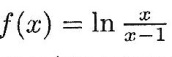 f(x) = ln x/(x−1)